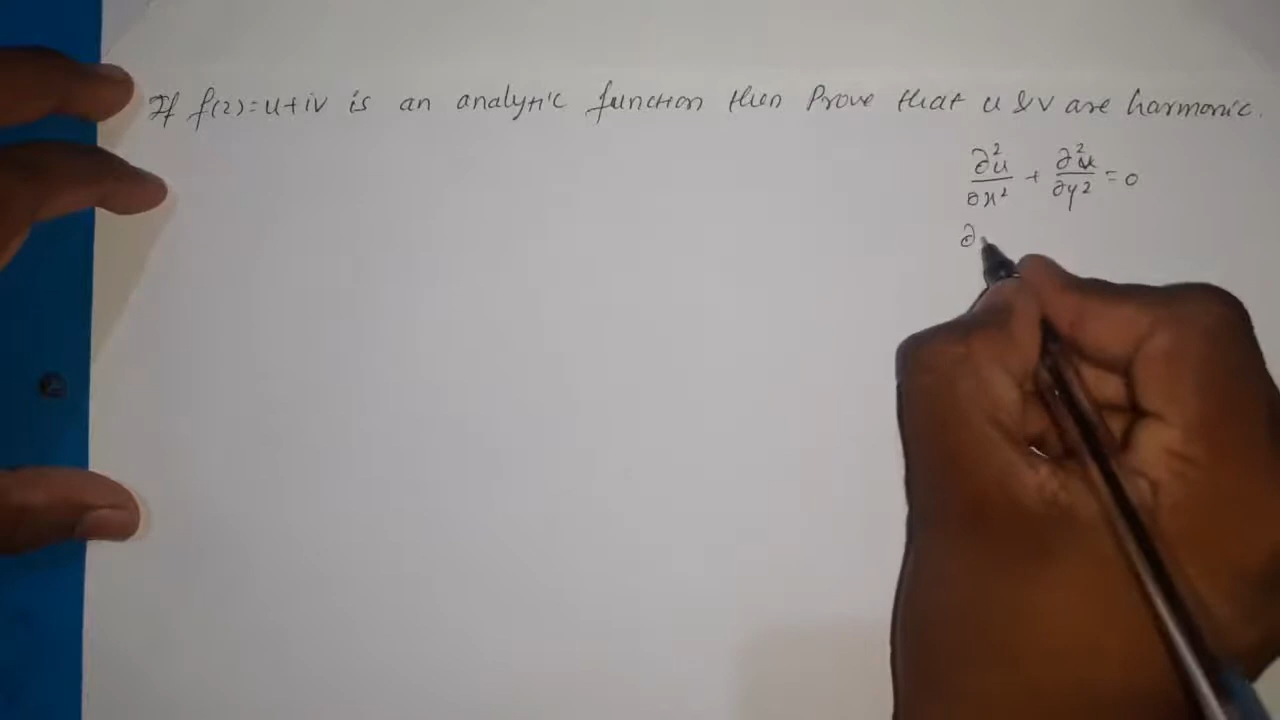 If f(z)=u+iv is an analytic function then Prove that u & v are harmonic.
∂²u/∂x² + ∂²u/∂y² = 0
∂